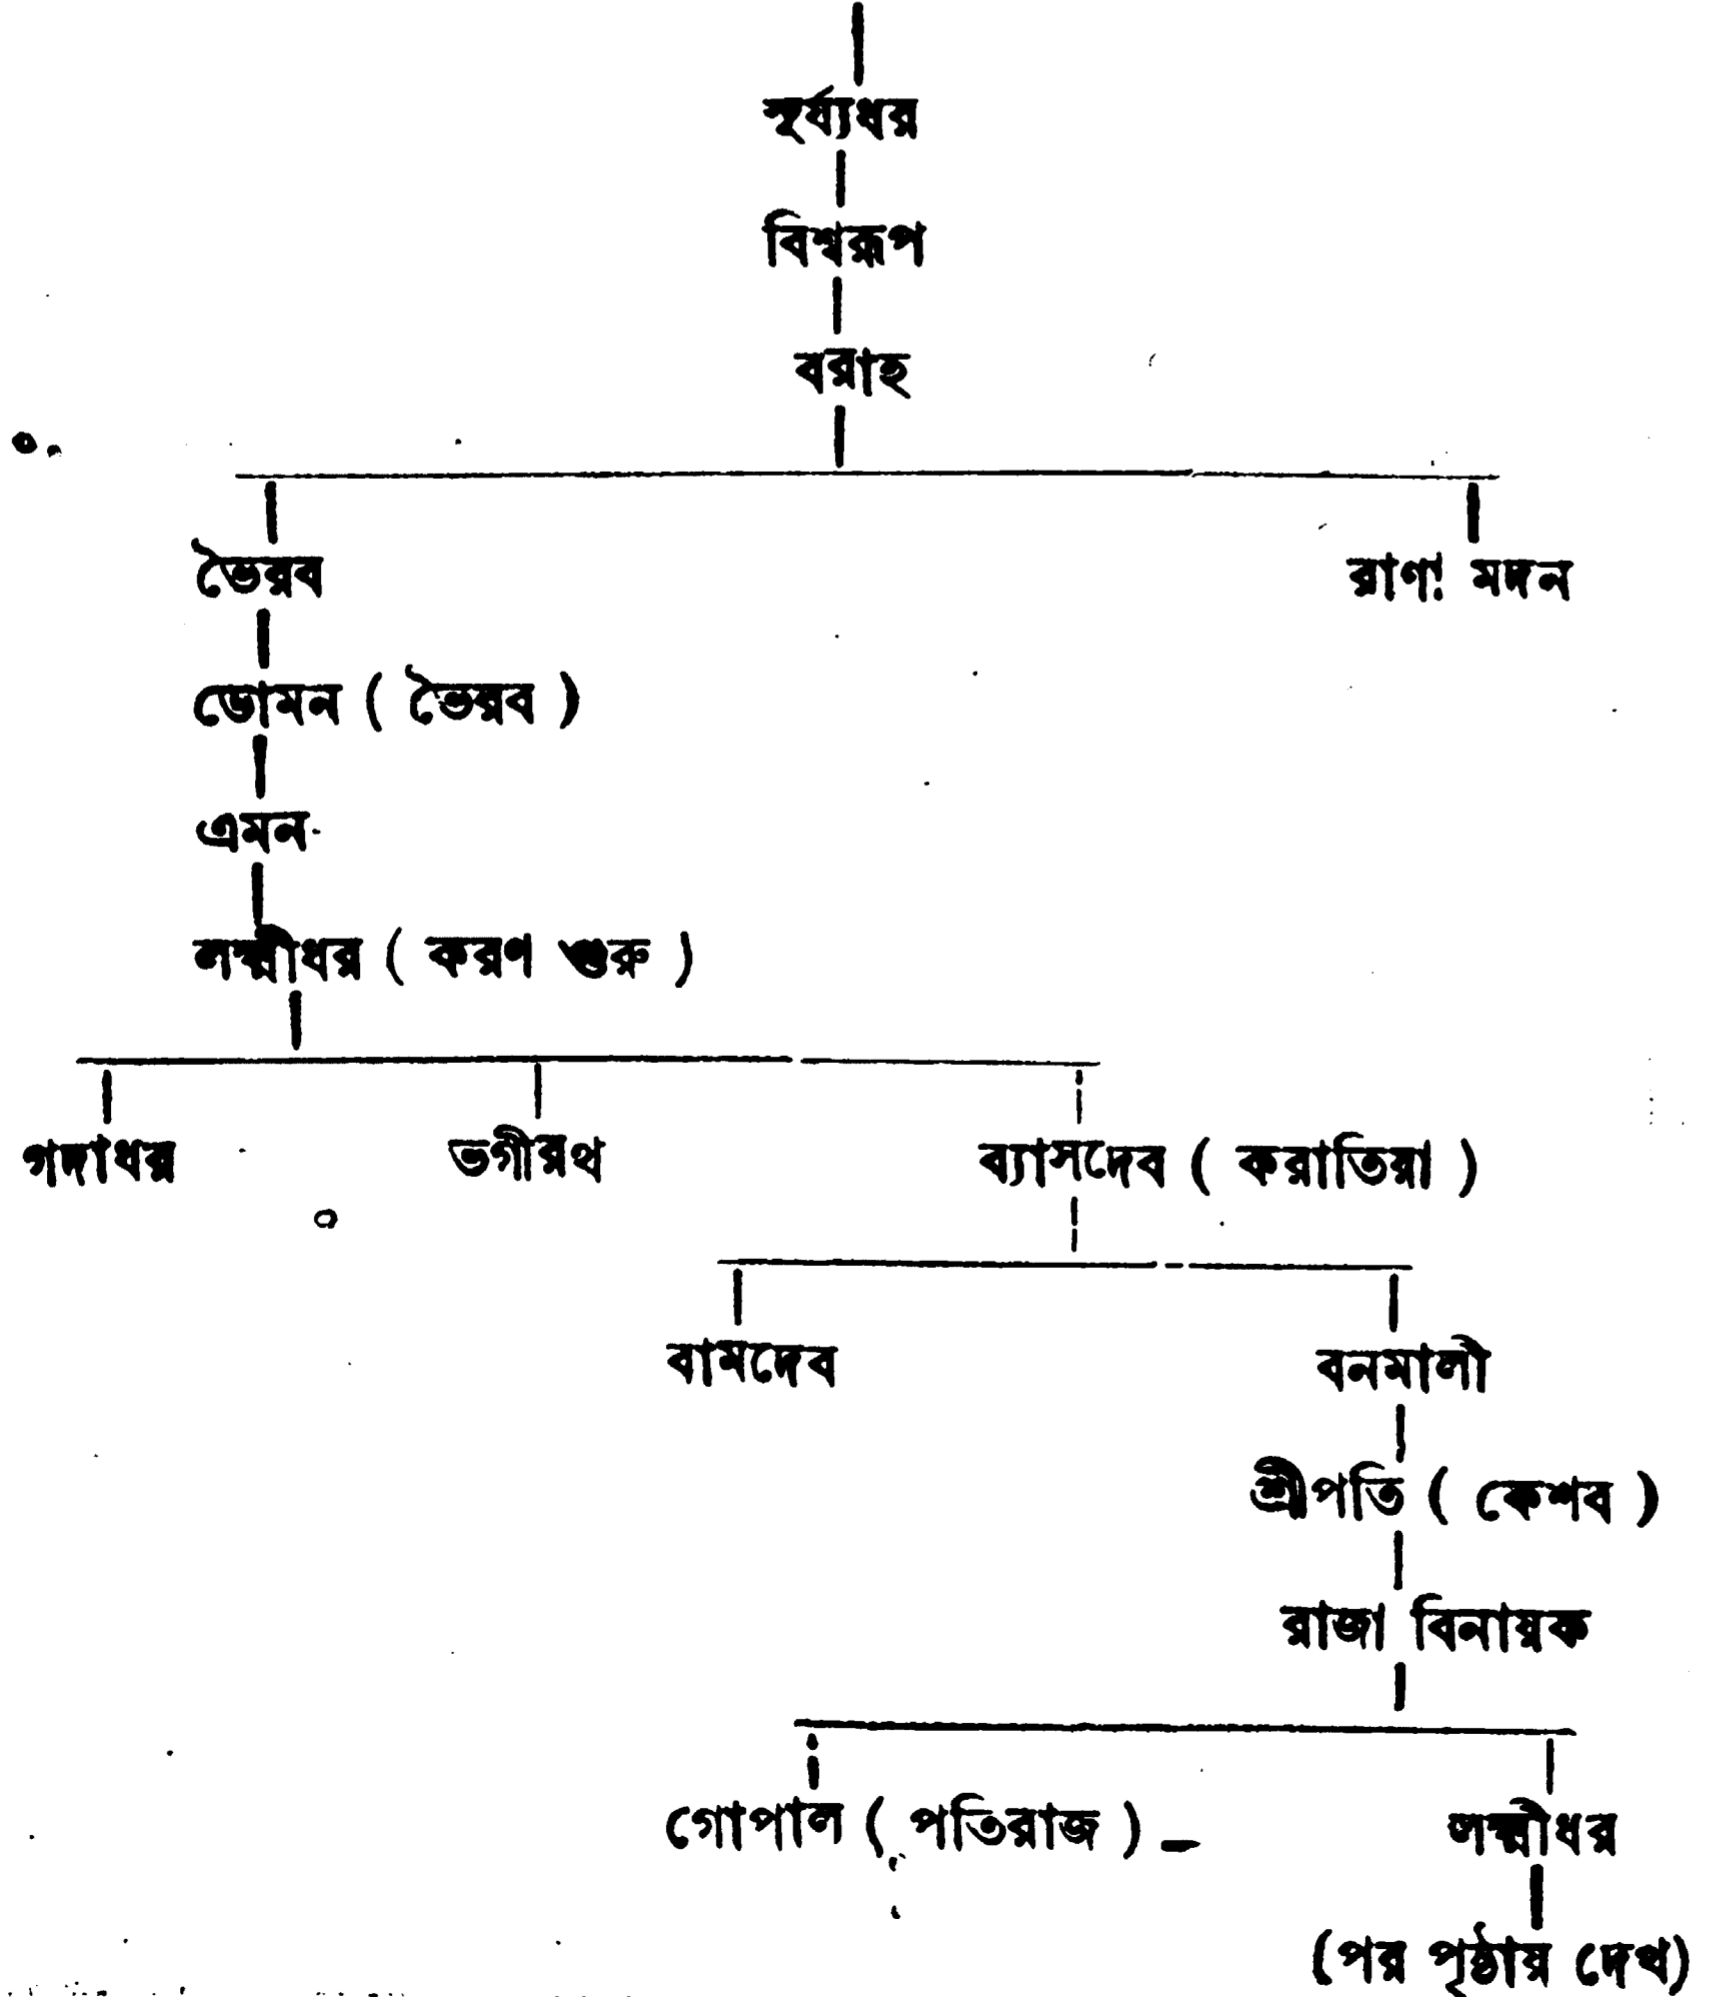 সূর্য্যধর
বিশ্বরূপ
বরাহ
ভৈরব রাণা মদন
ডোমন ( ভৈরব )
এমন
লক্ষ্মীধর ( করণ গুরু )
গদাধর ভগীরথ ব্যাসদেব ( করাতিয়া )
বামদেব বনমালী
শ্রীপতি ( কেশব )
রাজা বিনায়ক
গোপাল ( পতিরাজ ) লক্ষ্মীধর
(পর পৃষ্ঠায় দেখ)